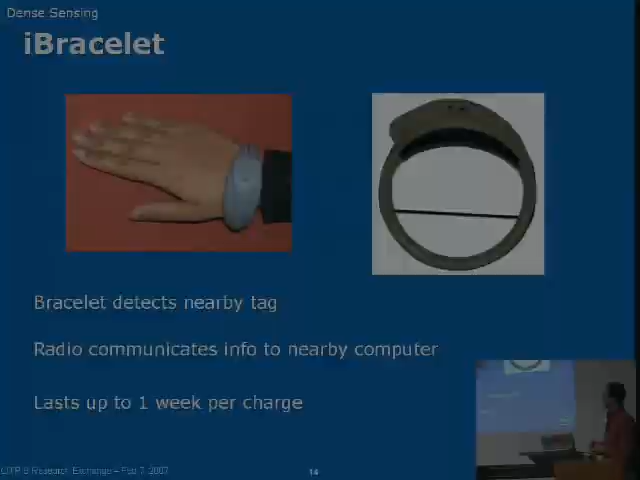 Dense Sensing
iBracelet
Bracelet detects nearby tag
Radio communicates info to nearby computer
Lasts up to 1 week per charge
Research Exchange – Feb 7, 2007
14